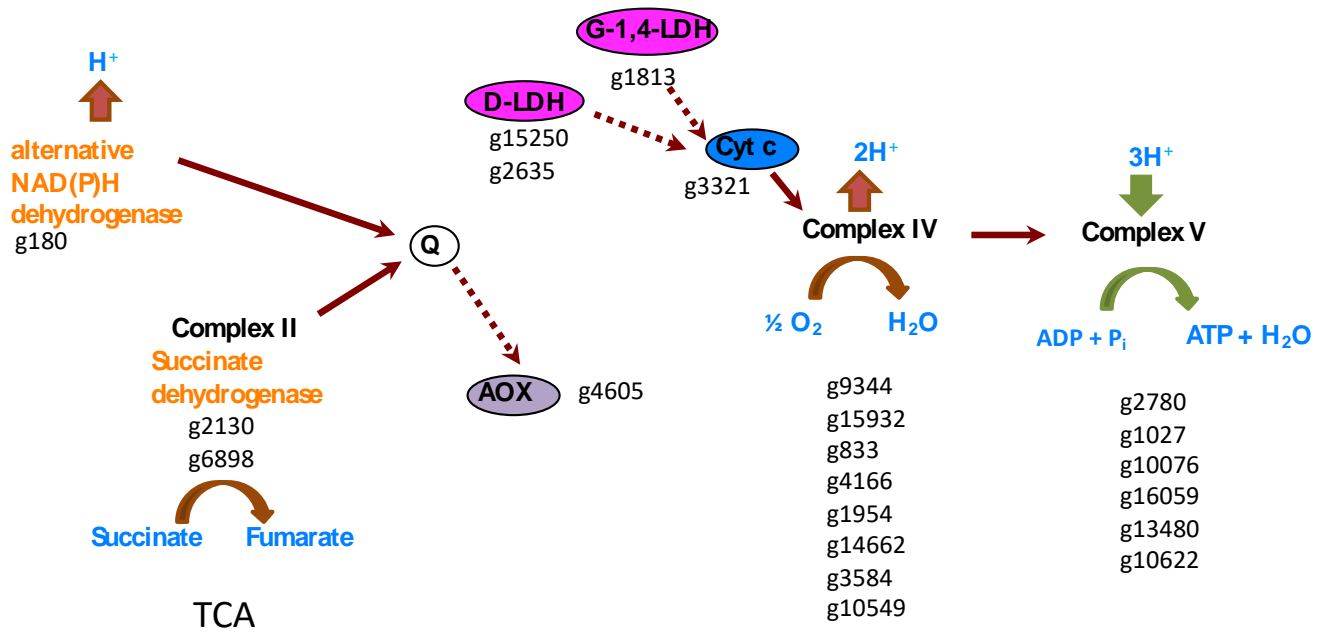 H⁺
alternative
NAD(P)H
dehydrogenase
g180
G-1,4-LDH
g1813
D-LDH
g15250
g2635
Cyt c
g3321
Q
Complex II
Succinate
dehydrogenase
g2130
g6898
Succinate Fumarate
TCA
AOX
g4605
2H⁺
Complex IV
½ O₂ H₂O
g9344
g15932
g833
g4166
g1954
g14662
g3584
g10549
3H⁺
Complex V
ADP + Pᵢ ATP + H₂O
g2780
g1027
g10076
g16059
g13480
g10622